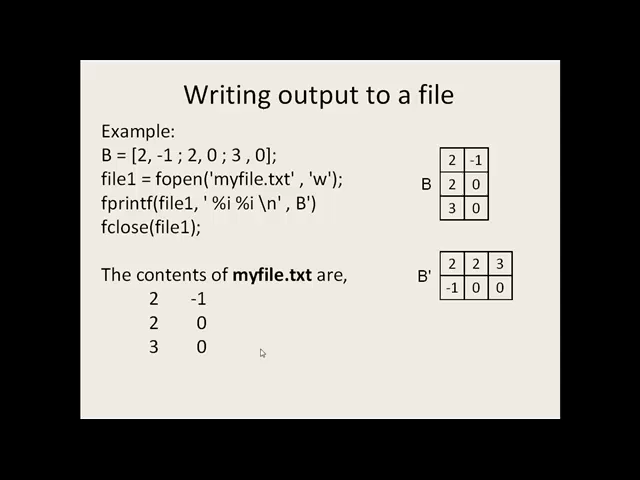 Writing output to a file
Example:
B = [2, -1 ; 2, 0 ; 3 , 0];
file1 = fopen('myfile.txt' , 'w');
fprintf(file1, ' %i %i \n' , B')
fclose(file1);
The contents of myfile.txt are,
2 -1
2 0
3 0
B
2 -1
2 0
3 0
B'
2 2 3
-1 0 0